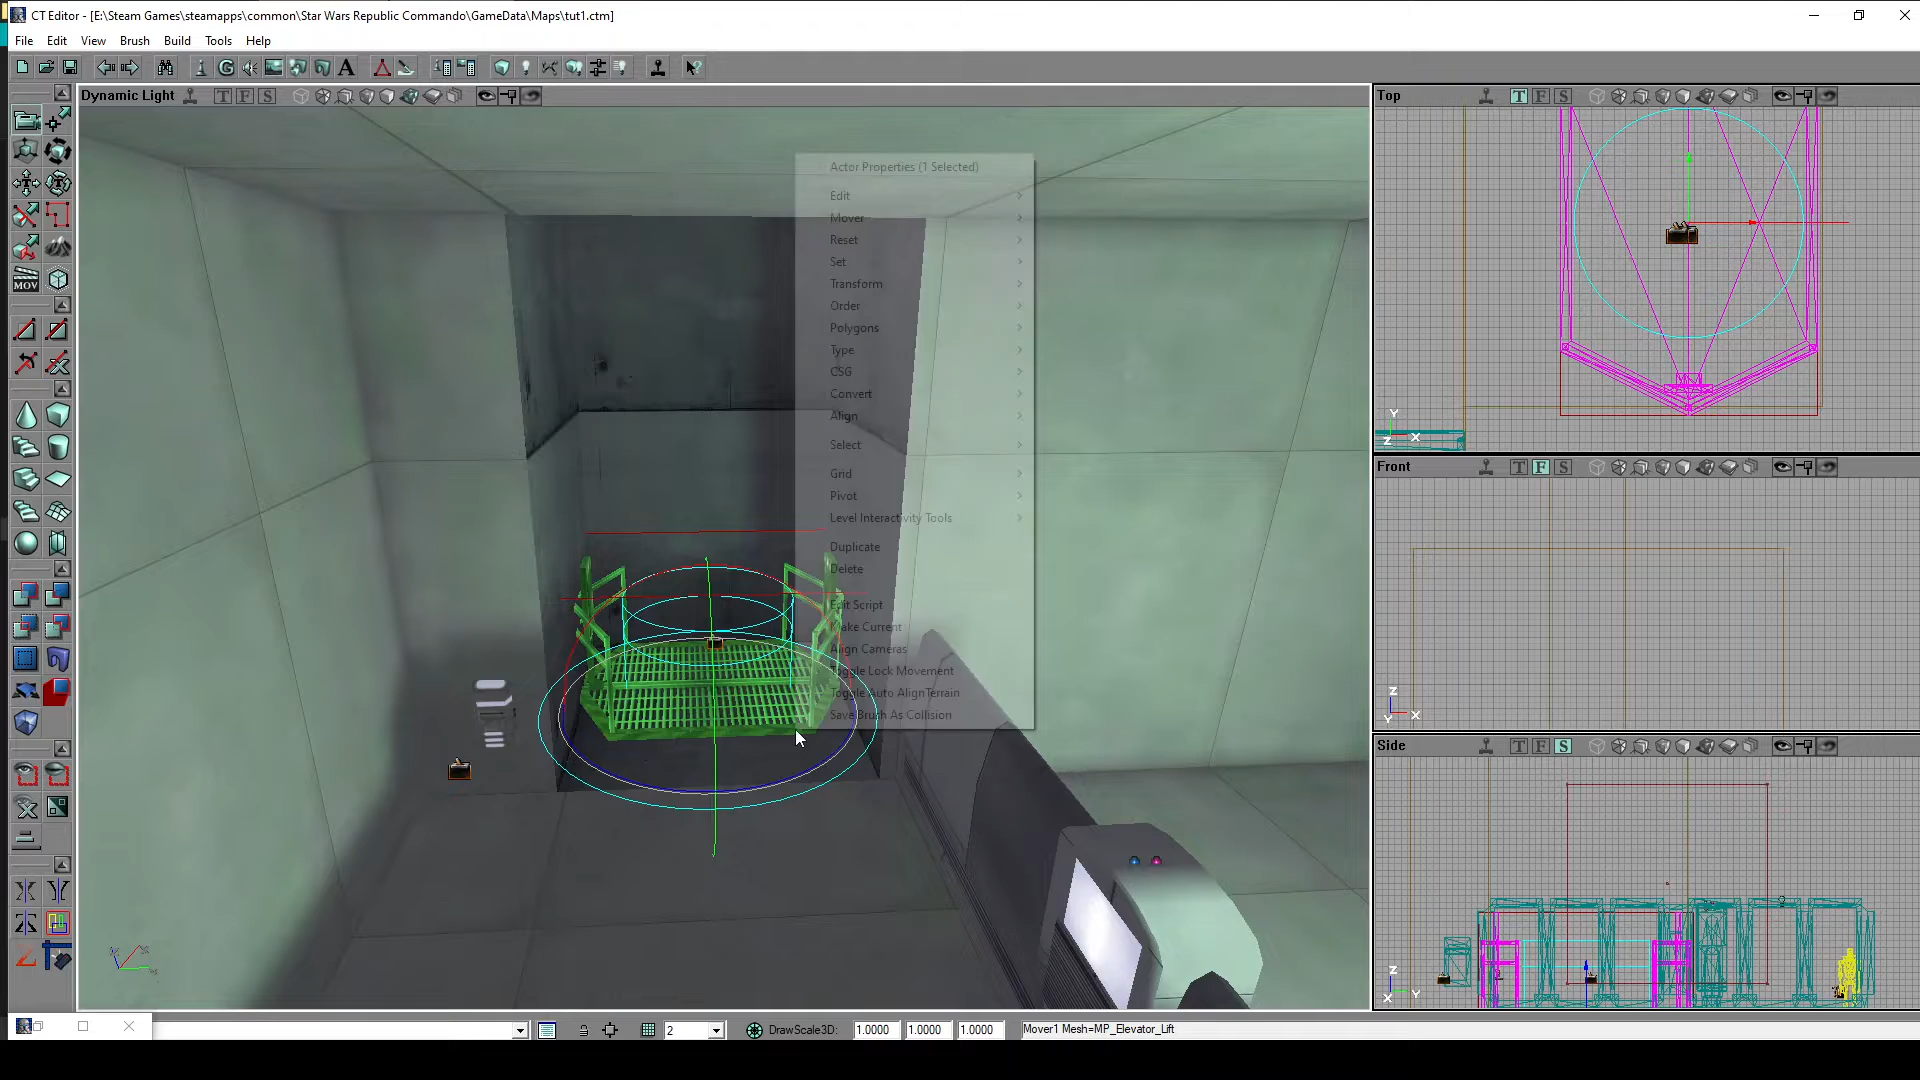 CT Editor - [E:\Steam Games\steamapps\common\Star Wars Republic Commando\GameData\Maps\tut1.ctm]
File Edit View Brush Build Tools Help
Dynamic Light
T F S
Top
T F S
Actor Properties (1 Selected)
Edit
Mover
Reset
Set
Transform
Order
Polygons
Type
CSG
Convert
Align
Select
Grid
Pivot
Level Interactivity Tools
Duplicate
Delete
Edit Script
Make Current
Align Cameras
Toggle Lock Movement
Toggle Auto AlignTerrain
Save Brush As Collision
MOV
Y
Z X
Front
T F S
Z
Y X
Side
T F S
Z
X Y
2
DrawScale3D: 1.0000 1.0000 1.0000
Mover1 Mesh=MP_Elevator_Lift